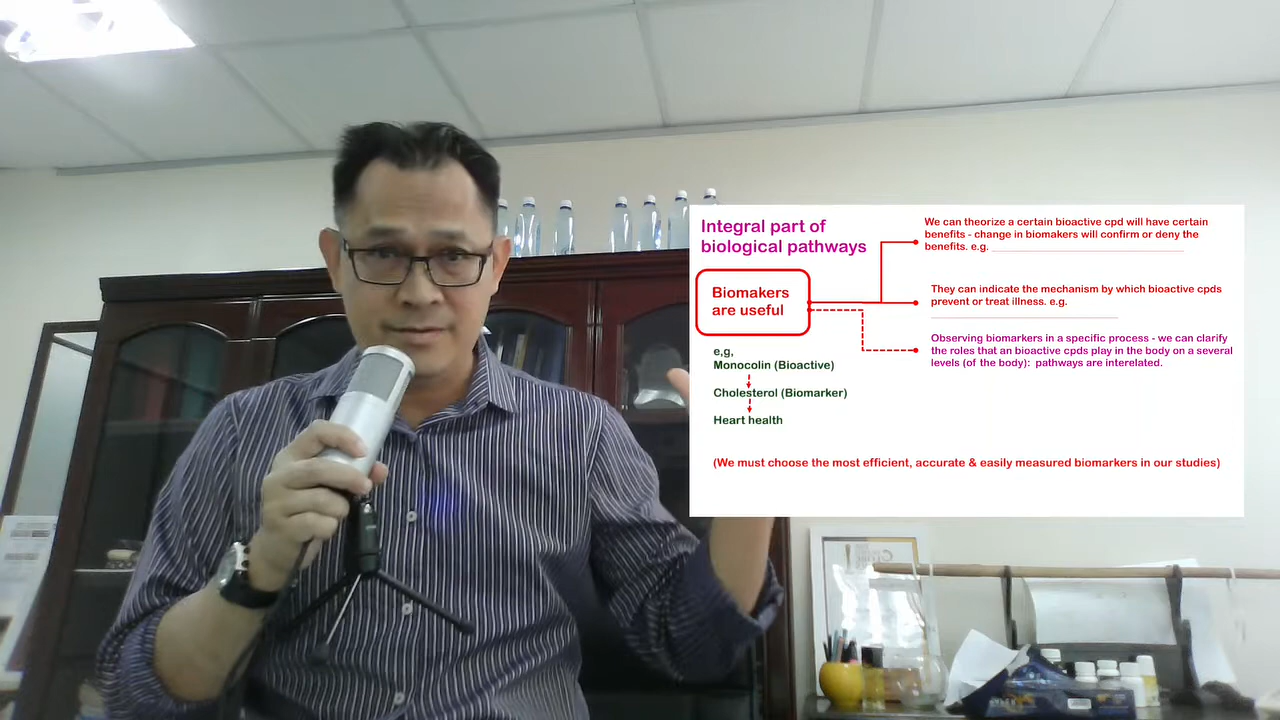 Integral part of
biological pathways
Biomakers
are useful
We can theorize a certain bioactive cpd will have certain
benefits - change in biomakers will confirm or deny the
benefits. e.g.
They can indicate the mechanism by which bioactive cpds
prevent or treat illness. e.g.
Observing biomarkers in a specific process - we can clarify
the roles that an bioactive cpds play in the body on a several
levels (of the body): pathways are interelated.
e,g,
Monocolin (Bioactive)
Cholesterol (Biomarker)
Heart health
(We must choose the most efficient, accurate & easily measured biomarkers in our studies)